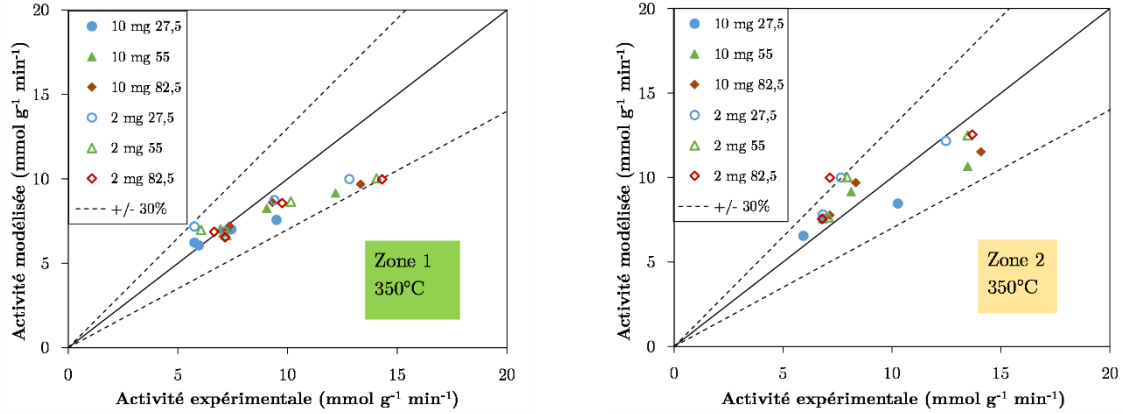 20
15
10
5
0
0
5
10
15
20
Activité modélisée (mmol g⁻¹ min⁻¹)
Activité expérimentale (mmol g⁻¹ min⁻¹)
10 mg 27,5
10 mg 55
10 mg 82,5
2 mg 27,5
2 mg 55
2 mg 82,5
+/- 30%
Zone 1
350°C
20
15
10
5
0
0
5
10
15
20
Activité modélisée (mmol g⁻¹ min⁻¹)
Activité expérimentale (mmol g⁻¹ min⁻¹)
10 mg 27,5
10 mg 55
10 mg 82,5
2 mg 27,5
2 mg 55
2 mg 82,5
+/- 30%
Zone 2
350°C